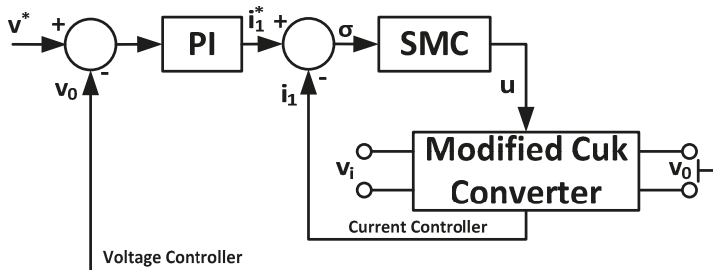 v*
+
-
v₀
PI
i₁*
+
-
i₁
σ
SMC
u
Modified Cuk
Converter
vᵢ
v₀
Current Controller
Voltage Controller